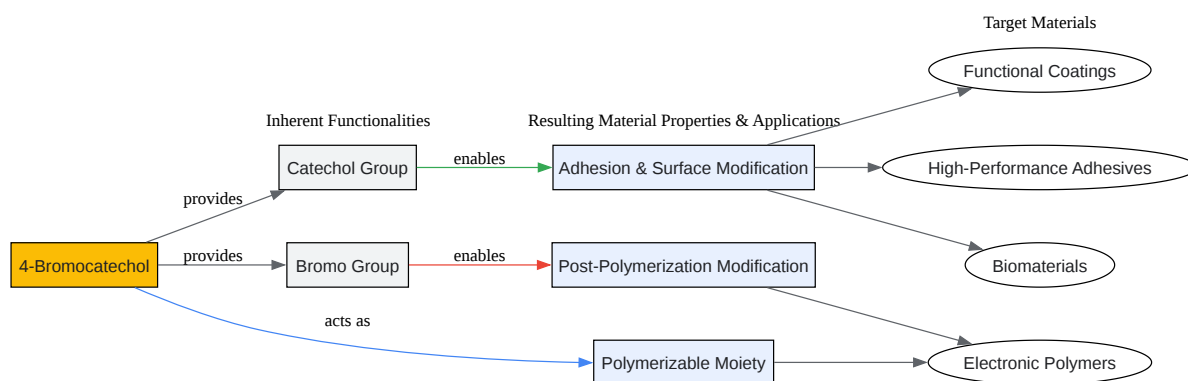 Target Materials
Functional Coatings
Inherent Functionalities
Resulting Material Properties & Applications
Catechol Group
enables
Adhesion & Surface Modification
High-Performance Adhesives
provides
4-Bromocatechol
provides
Bromo Group
enables
Post-Polymerization Modification
Biomaterials
acts as
Polymerizable Moiety
Electronic Polymers